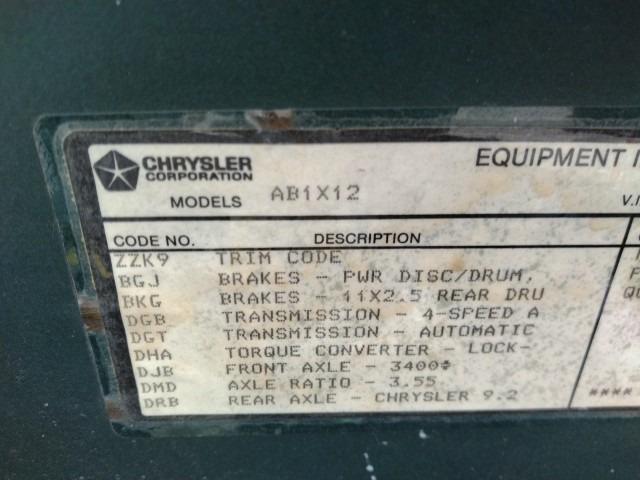 CHRYSLER
CORPORATION
EQUIPMENT
MODELS AB1X12
V.I
CODE NO. DESCRIPTION
ZZK9 TRIM CODE
BGJ BRAKES - PWR DISC/DRUM,
BKG BRAKES - 11X2.5 REAR DRU
DGB TRANSMISSION - 4-SPEED A
DGT TRANSMISSION - AUTOMATIC
DHA TORQUE CONVERTER - LOCK-
DJB FRONT AXLE - 3400#
DMD AXLE RATIO - 3.55
DRB REAR AXLE - CHRYSLER 9.2
****